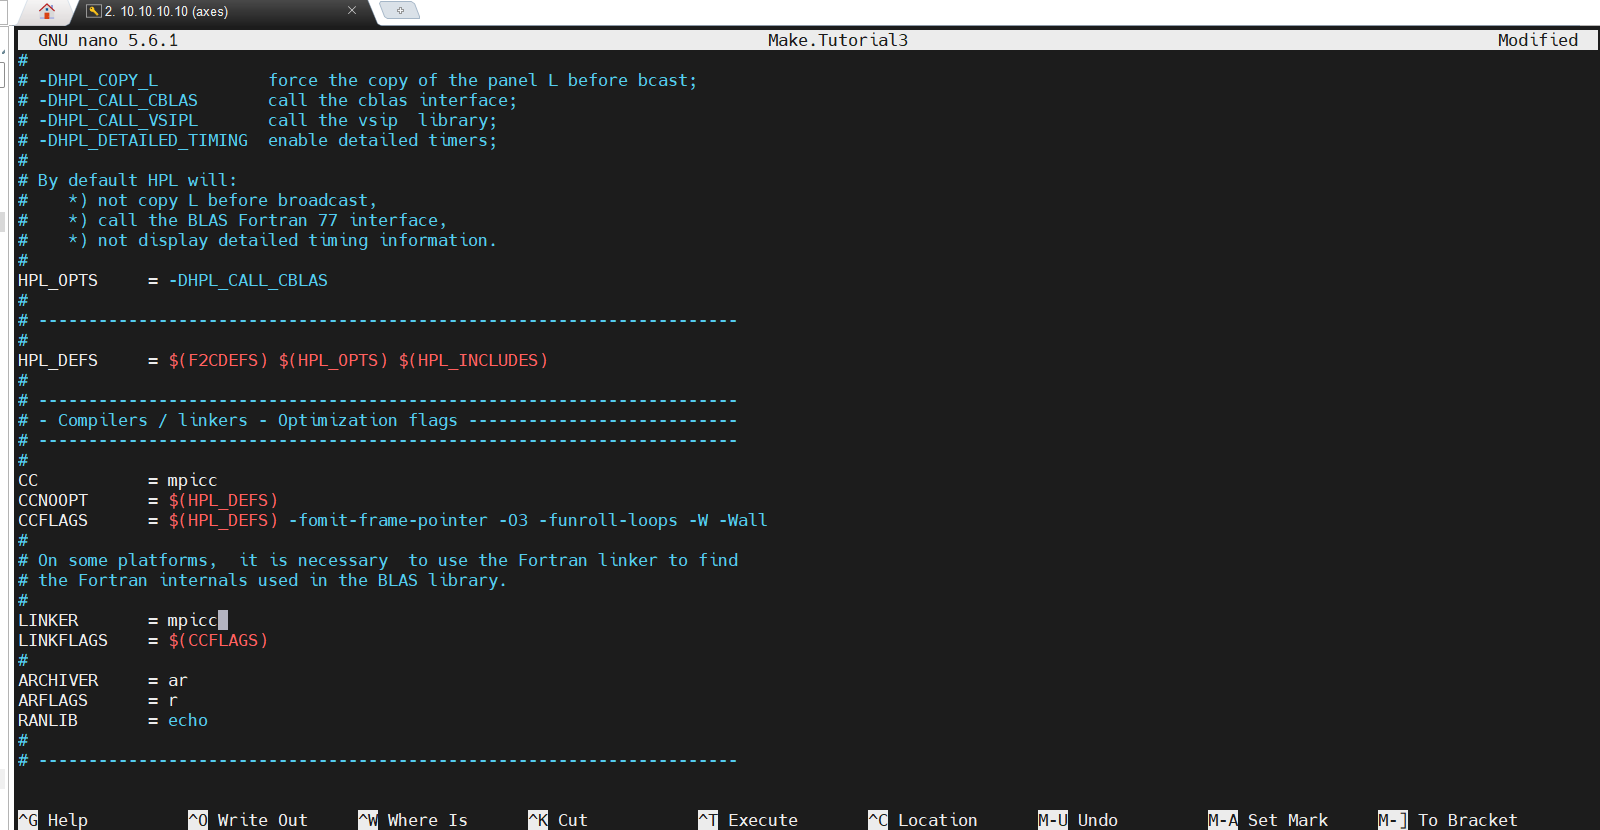 2. 10.10.10.10 (axes)
GNU nano 5.6.1 Make.Tutorial3 Modified
#
# -DHPL_COPY_L           force the copy of the panel L before bcast;
# -DHPL_CALL_CBLAS       call the cblas interface;
# -DHPL_CALL_VSIPL       call the vsip  library;
# -DHPL_DETAILED_TIMING  enable detailed timers;
#
# By default HPL will:
#    *) not copy L before broadcast,
#    *) call the BLAS Fortran 77 interface,
#    *) not display detailed timing information.
#
HPL_OPTS     = -DHPL_CALL_CBLAS
#
# ----------------------------------------------------------------------
#
HPL_DEFS     = $(F2CDEFS) $(HPL_OPTS) $(HPL_INCLUDES)
#
# ----------------------------------------------------------------------
# - Compilers / linkers - Optimization flags ---------------------------
# ----------------------------------------------------------------------
#
CC           = mpicc
CCNOOPT      = $(HPL_DEFS)
CCFLAGS      = $(HPL_DEFS) -fomit-frame-pointer -O3 -funroll-loops -W -Wall
#
# On some platforms,  it is necessary  to use the Fortran linker to find
# the Fortran internals used in the BLAS library.
#
LINKER       = mpicc
LINKFLAGS    = $(CCFLAGS)
#
ARCHIVER     = ar
ARFLAGS      = r
RANLIB       = echo
#
# ----------------------------------------------------------------------
^G Help ^O Write Out ^W Where Is ^K Cut ^T Execute ^C Location M-U Undo M-A Set Mark M-] To Bracket